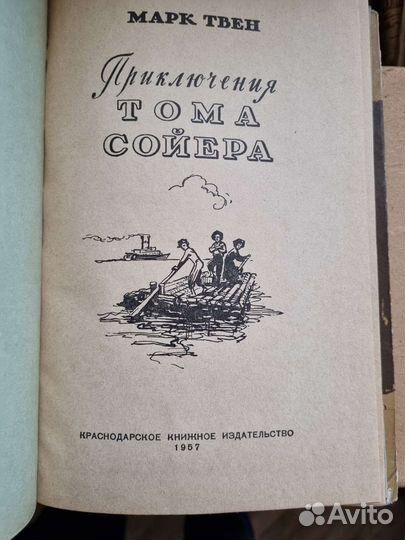 МАРК ТВЕН
Приключения
ТОМА
СОЙЕРА
КРАСНОДАРСКОЕ КНИЖНОЕ ИЗДАТЕЛЬСТВО
1957
Avito